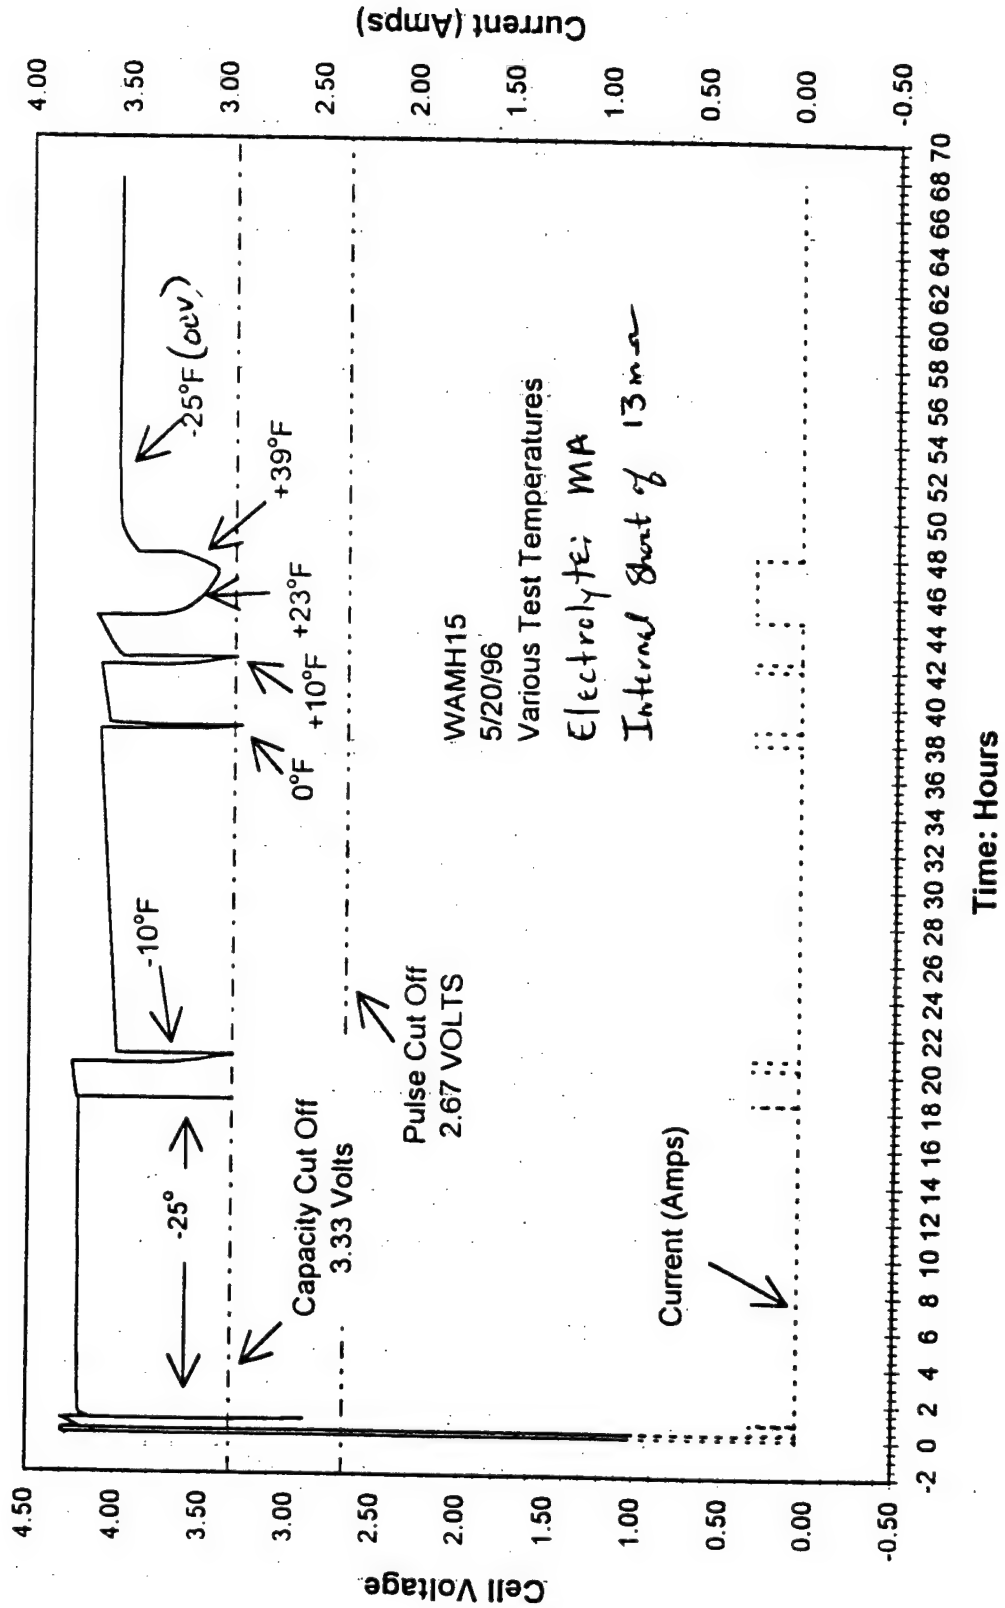 Current (Amps)
4.00
3.50
3.00
2.50
2.00
1.50
1.00
0.50
0.00
-0.50
4.50
4.00
3.50
3.00
2.50
2.00
1.50
1.00
0.50
0.00
-0.50
Cell Voltage
-25°
-10°F
0°F
+10°F
+23°F
+39°F
-25°F (OCV)
Capacity Cut Off
3.33 Volts
Pulse Cut Off
2.67 VOLTS
WAMH15
5/20/96
Various Test Temperatures
Electrolyte: MA
Internal Short of 13ma
Current (Amps)
-2 0 2 4 6 8 10 12 14 16 18 20 22 24 26 28 30 32 34 36 38 40 42 44 46 48 50 52 54 56 58 60 62 64 66 68 70
Time: Hours